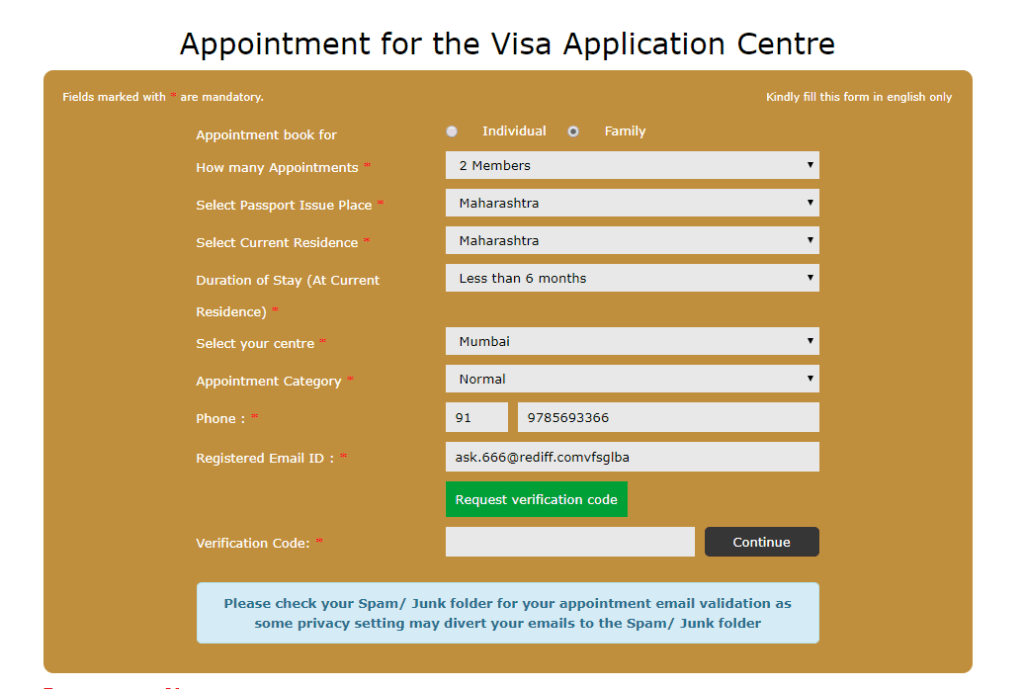 Appointment for the Visa Application Centre
Fields marked with * are mandatory.
Kindly fill this form in english only
Appointment book for
Individual
Family
How many Appointments *
2 Members
Select Passport Issue Place *
Maharashtra
Select Current Residence *
Maharashtra
Duration of Stay (At Current
Residence) *
Less than 6 months
Select your centre *
Mumbai
Appointment Category *
Normal
Phone : *
91
9785693366
Registered Email ID : *
ask.666@rediff.comvfsglba
Request verification code
Verification Code: *
Continue
Please check your Spam/ Junk folder for your appointment email validation as
some privacy setting may divert your emails to the Spam/ Junk folder